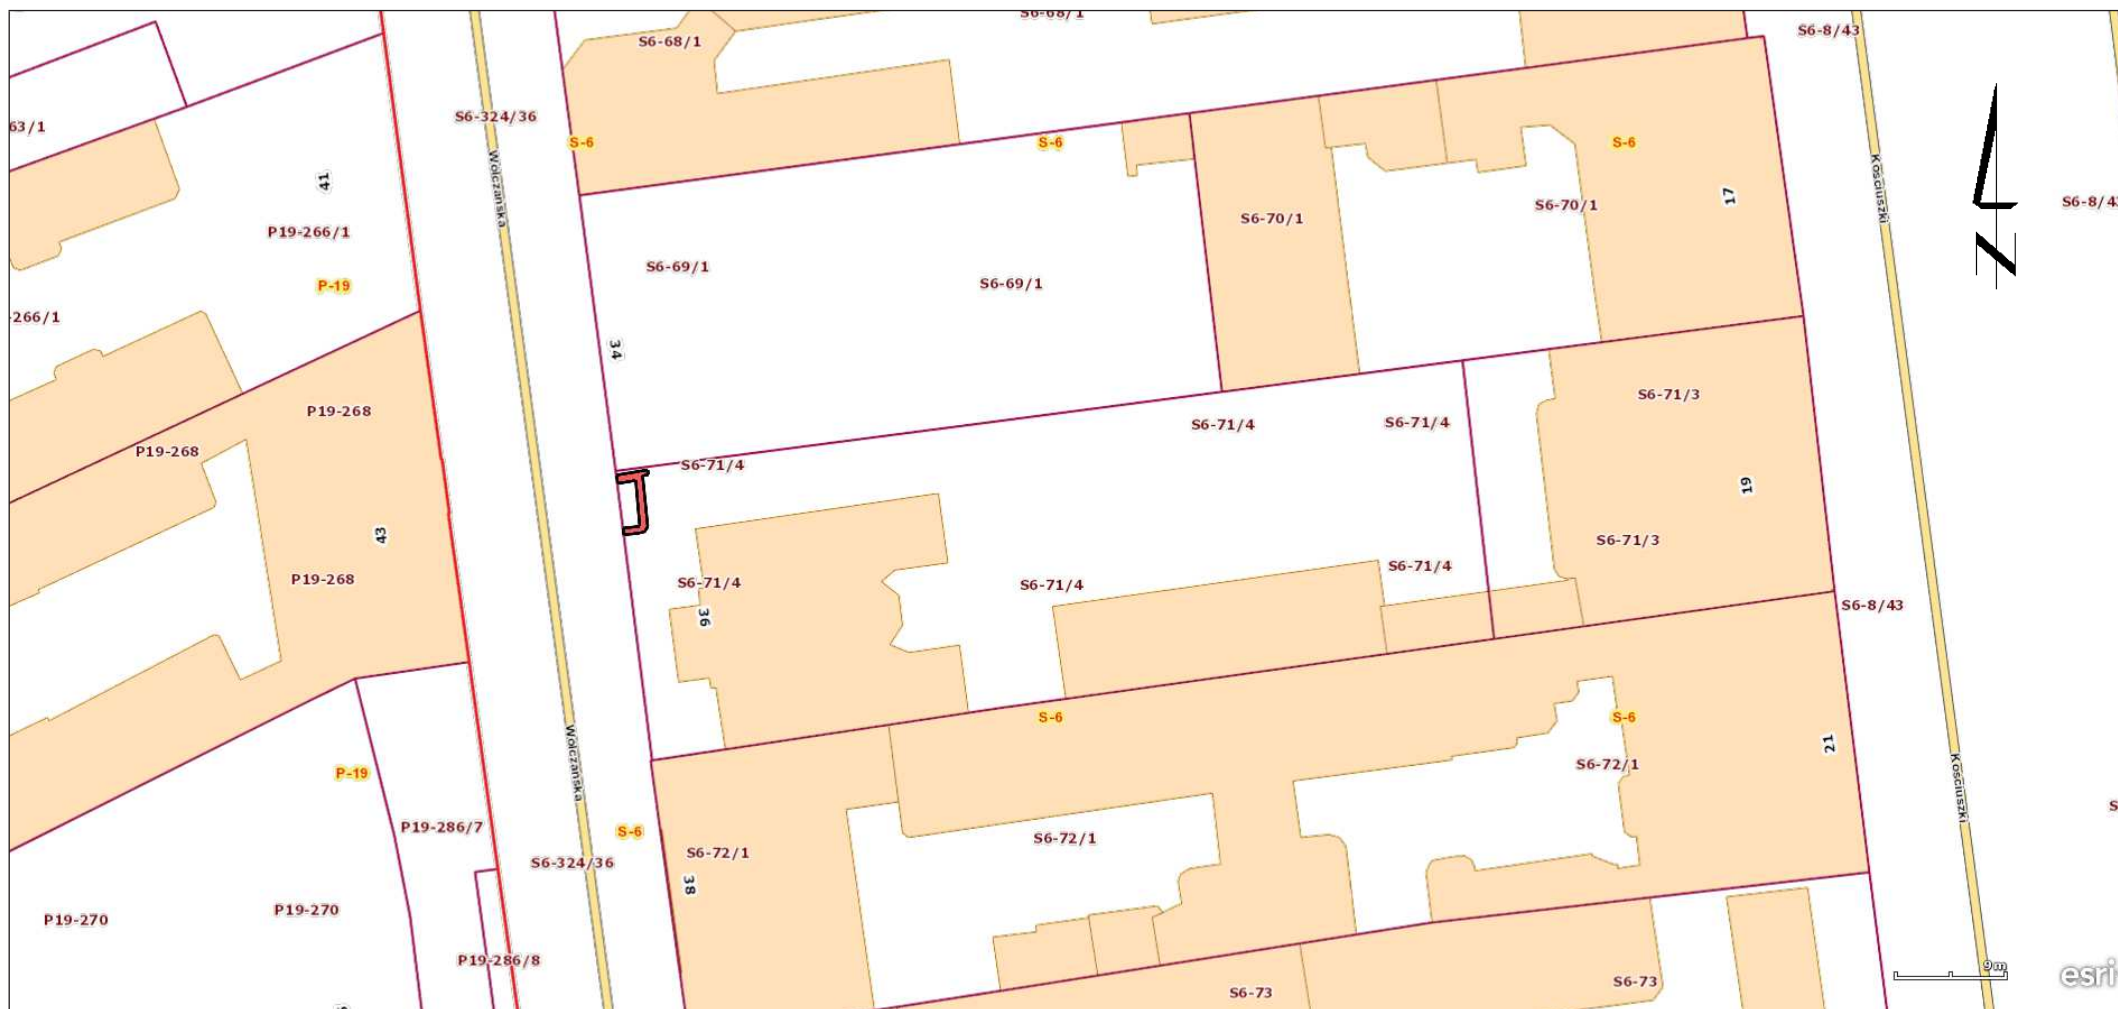 S6-68/1
S6-68/1
S6-8/43
S6-324/36
63/1
S-6
S-6
S-6
Wólczańska
41
S6-70/1
S6-70/1
17
Kościuszki
S6-8/43
P19-266/1
S6-69/1
S6-69/1
N
P-19
-266/1
34
P19-268
P19-268
S6-71/4
S6-71/4
S6-71/3
S6-71/4
19
43
S6-71/3
P19-268
S6-71/4
36
S6-71/4
S6-71/4
S6-8/43
S-6
S-6
21
Wólczańska
P-19
S6-72/1
Kościuszki
P19-286/7
S-6
S6-72/1
S6-72/1
S6-324/36
38
P19-270
P19-270
P19-286/8
S6-73
S6-73
9m
esri